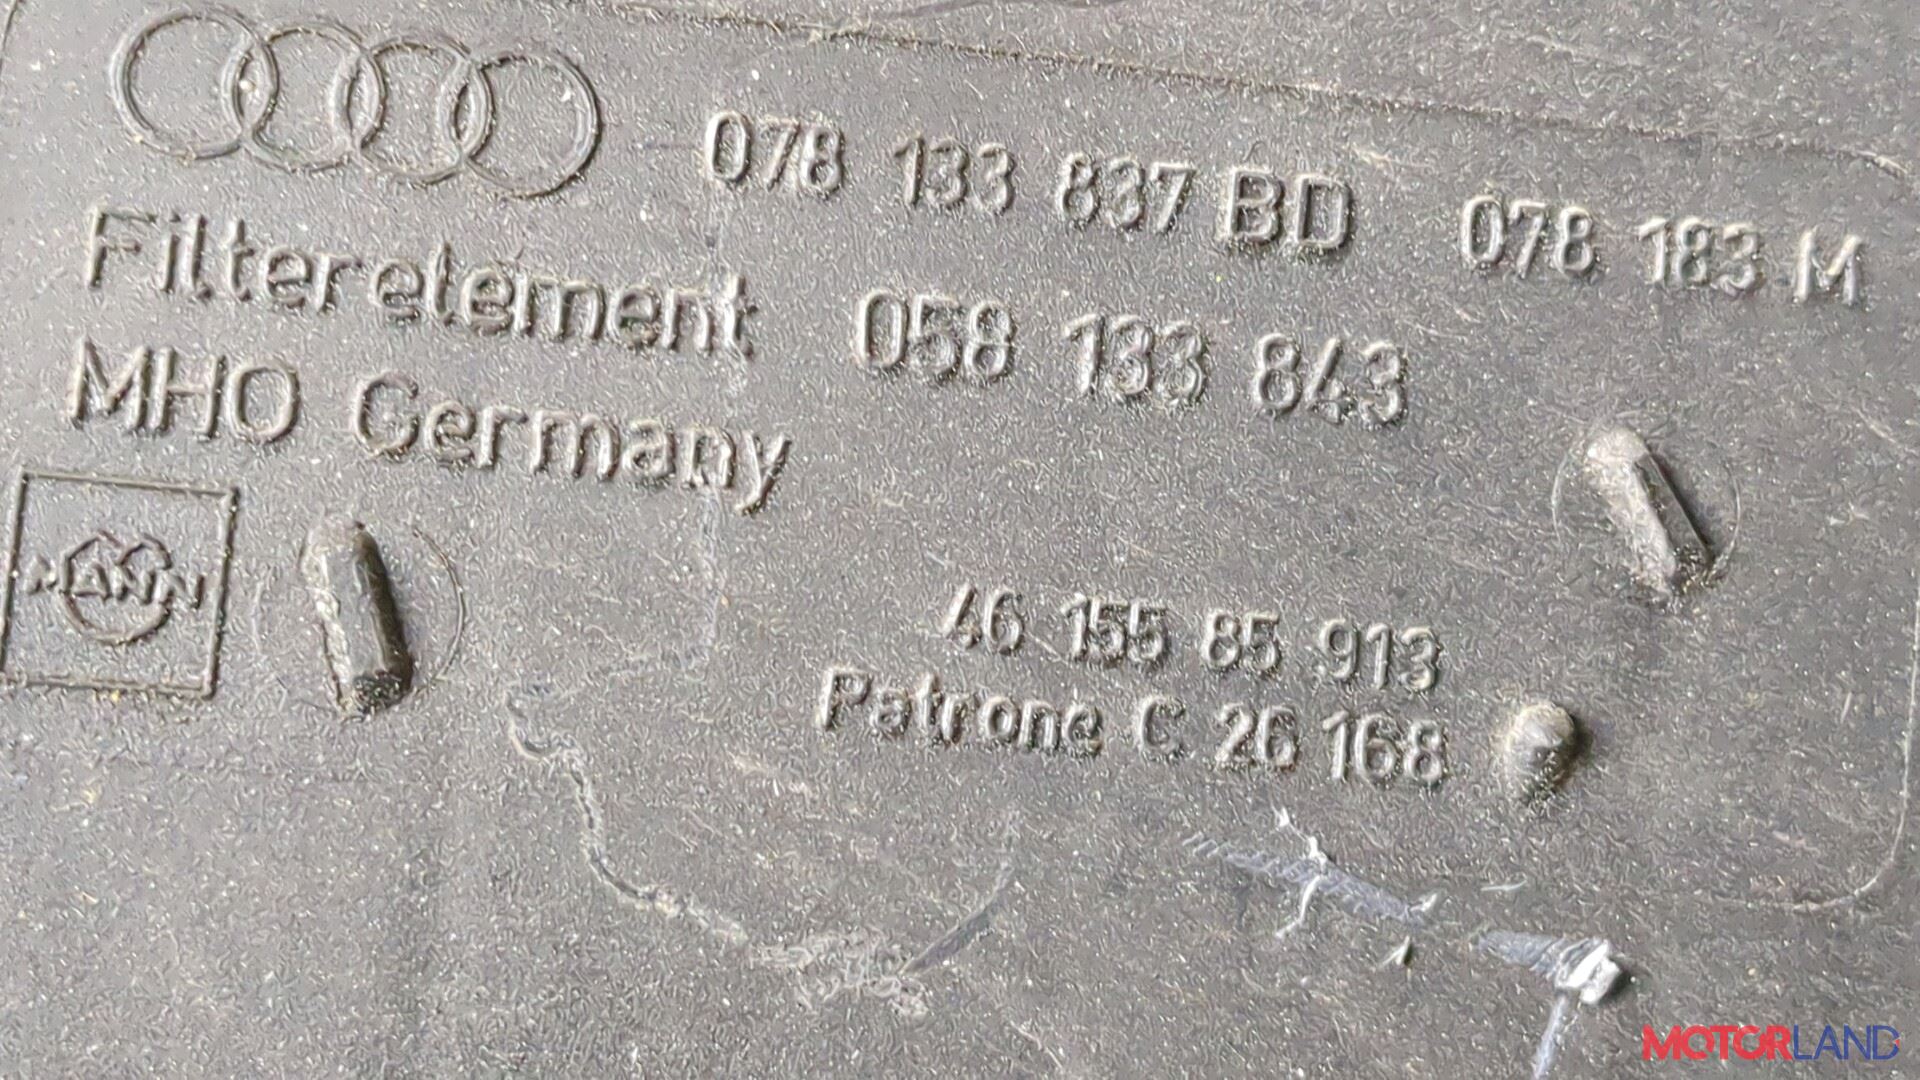 078 133 837 BD 078 183 M
Filterelement 058 133 843
MHO Germany
MANN
46 155 85 913
Patrone C 26 168
MOTORLAND